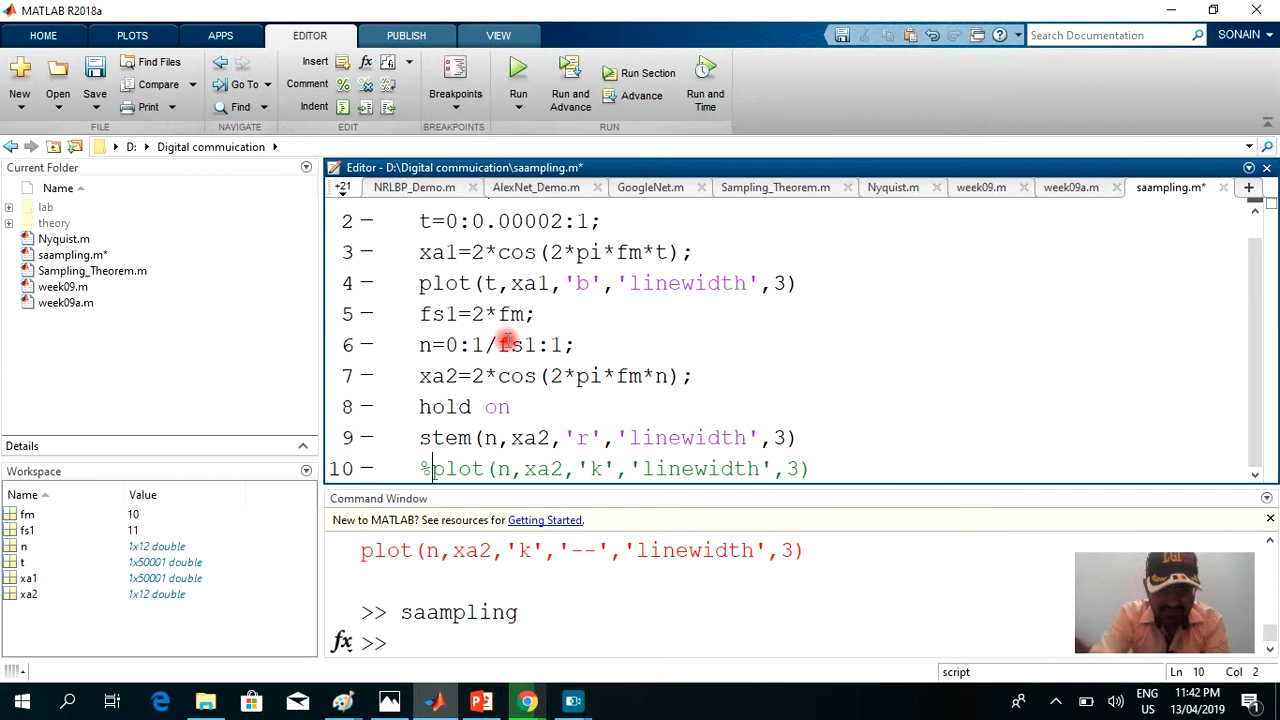 MATLAB R2018a
HOME PLOTS APPS EDITOR PUBLISH VIEW Search Documentation SONAIN
New Open Save Find Files Compare Print Go To Find Insert fx Comment Indent Breakpoints Run Run and Advance Run Section Advance Run and Time
FILE NAVIGATE EDIT BREAKPOINTS RUN
D: Digital commuication
Current Folder
Name
lab
theory
Nyquist.m
saampling.m*
Sampling_Theorem.m
week09.m
week09a.m
Details
Workspace
Name Value
fm 10
fs1 11
n 1x12 double
t 1x50001 double
xa1 1x50001 double
xa2 1x12 double
Editor - D:\Digital commuication\saampling.m*
+21 NRLBP_Demo.m AlexNet_Demo.m GoogleNet.m Sampling_Theorem.m Nyquist.m week09.m week09a.m saampling.m*
2 – t=0:0.00002:1;
3 – xa1=2*cos(2*pi*fm*t);
4 – plot(t,xa1,'b','linewidth',3)
5 – fs1=2*fm;
6 – n=0:1/fs1:1;
7 – xa2=2*cos(2*pi*fm*n);
8 – hold on
9 – stem(n,xa2,'r','linewidth',3)
10 – %plot(n,xa2,'k','linewidth',3)
Command Window
New to MATLAB? See resources for Getting Started.
plot(n,xa2,'k','--','linewidth',3)
>> saampling
fx >>
script Ln 10 Col 2
ENG
US
11:42 PM
13/04/2019